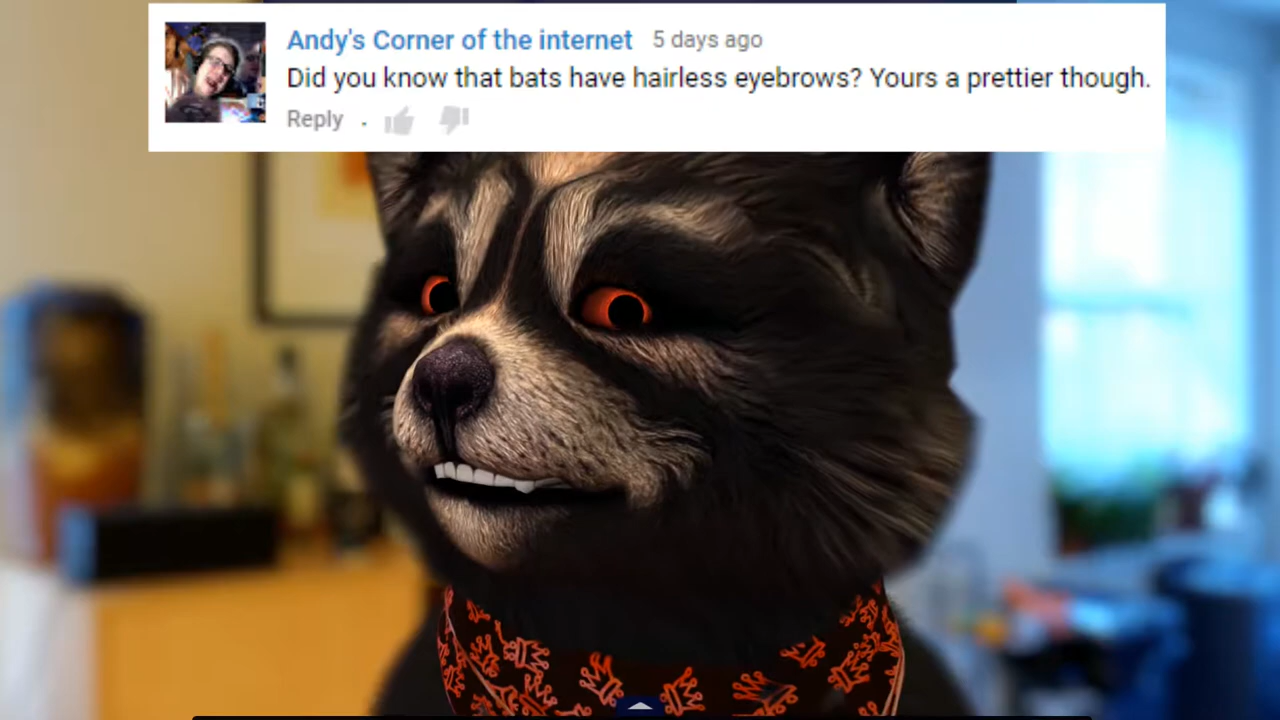 Andy's Corner of the internet 5 days ago
Did you know that bats have hairless eyebrows? Yours a prettier though.
Reply .